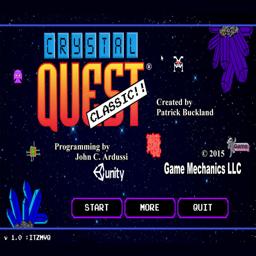 CRYSTAL
QUEST®
CLASSIC!!
Created by
Patrick Buckland
Programming by
John C. Ardussi
unity
© 2015
Game Mechanics LLC
Game
START MORE QUIT
v 1.0 :ITZMVQ